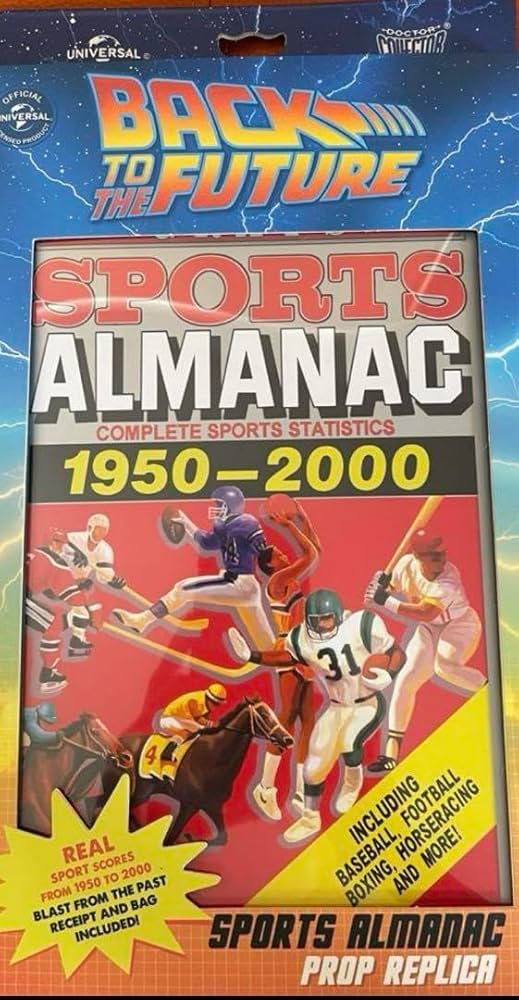 UNIVERSAL
DOCTOR
COLLECTOR
OFFICIAL
UNIVERSAL
LICENSED PRODUCT
BACK
TO
THE FUTURE
SPORTS
ALMANAC
COMPLETE SPORTS STATISTICS
1950-2000
31
4
INCLUDING
BASEBALL, FOOTBALL
BOXING, HORSERACING
AND MORE!
REAL
SPORT SCORES
FROM 1950 TO 2000
BLAST FROM THE PAST
RECEIPT AND BAG
INCLUDED!
SPORTS ALMANAC
PROP REPLICA